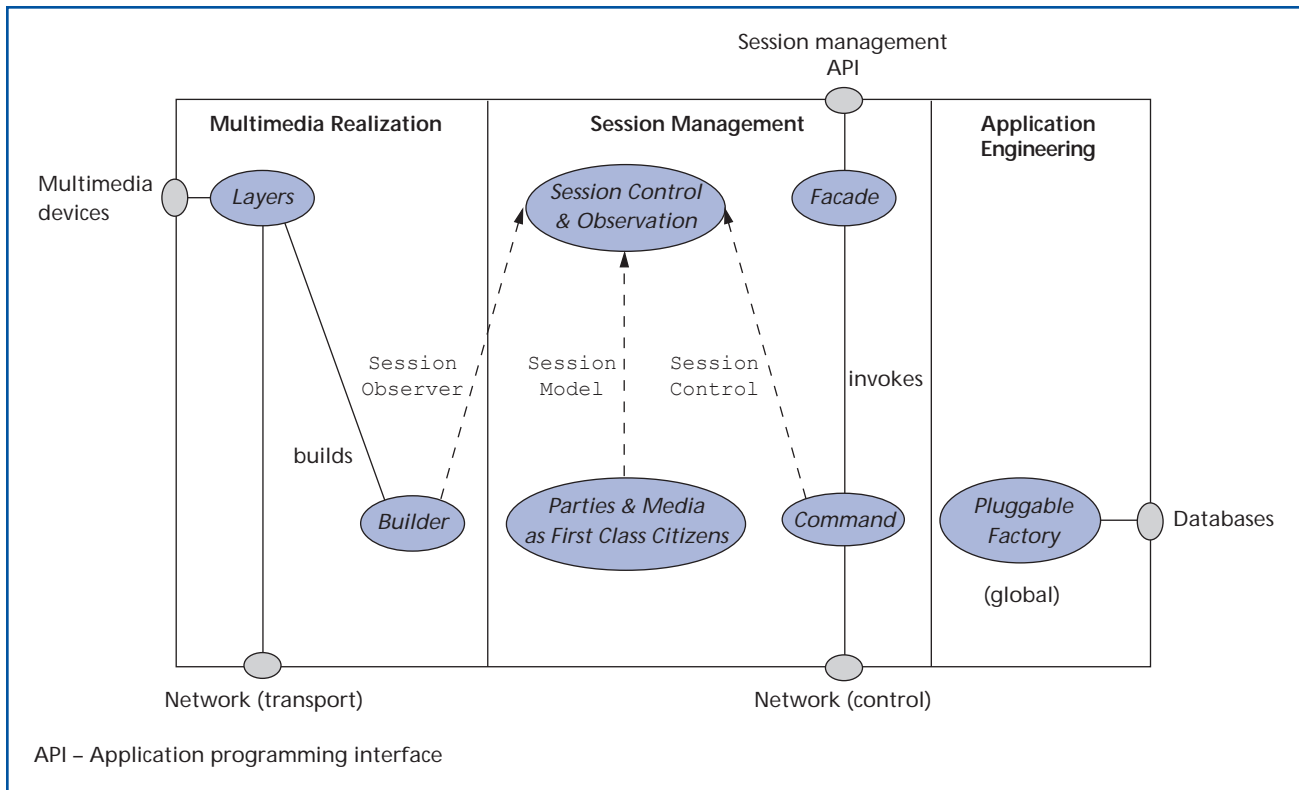 Session management
API
Multimedia Realization
Session Management
Application
Engineering
Multimedia
devices
Layers
Session Control
& Observation
Facade
Session
Observer
Session
Model
Session
Control
invokes
builds
Builder
Parties & Media
as First Class Citizens
Command
Pluggable
Factory
Databases
(global)
Network (transport)
Network (control)
API – Application programming interface